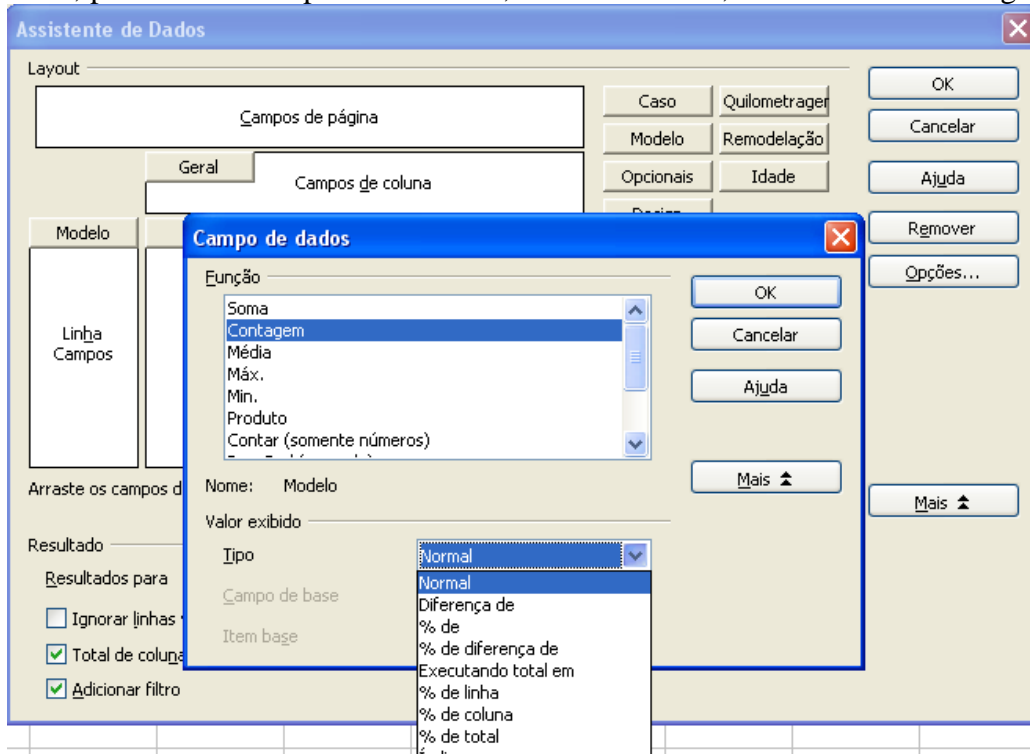 Assistente de Dados
Layout
Campos de página
Geral
Campos de coluna
Caso
Quilometrager
Modelo
Remodelação
Opcionais
Idade
OK
Cancelar
Ajuda
Remover
Opções...
Modelo
Linha
Campos
Campo de dados
Função
Soma
Contagem
Média
Máx.
Min.
Produto
Contar (somente números)
OK
Cancelar
Ajuda
Mais
Nome: Modelo
Valor exibido
Tipo
Normal
Campo de base
Item base
Normal
Diferença de
% de
% de diferença de
Executando total em
% de linha
% de coluna
% de total
Arraste os campos d
Mais
Resultado
Resultados para
Ignorar linhas
Total de coluna
Adicionar filtro